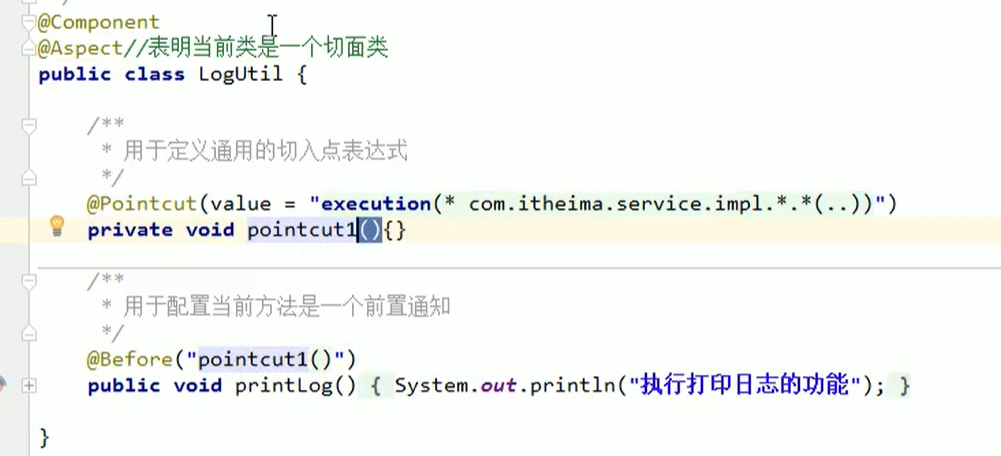 @Component
@Aspect//表明当前类是一个切面类
public class LogUtil {
/**
* 用于定义通用的切入点表达式
*/
@Pointcut(value = "execution(* com.itheima.service.impl.*.*(..))")
private void pointcut1(){}
/**
* 用于配置当前方法是一个前置通知
*/
@Before("pointcut1()")
public void printLog() { System.out.println("执行打印日志的功能"); }
}